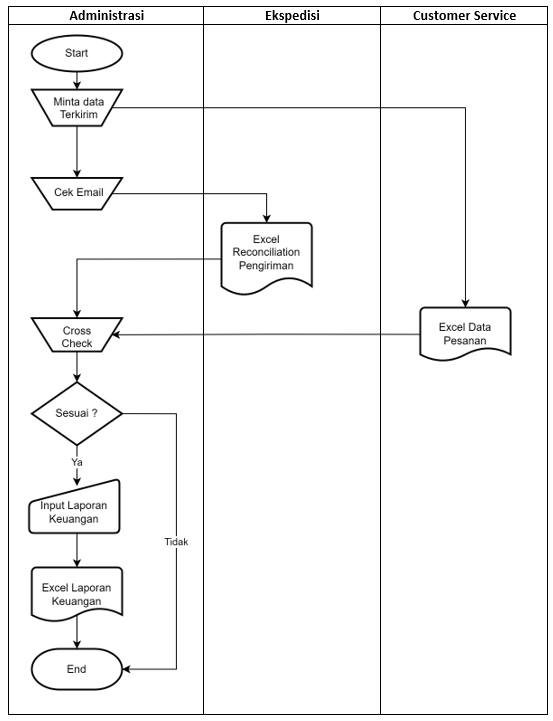 Administrasi
Ekspedisi
Customer Service
Start
Minta data
Terkirim
Cek Email
Excel
Reconciliation
Pengiriman
Excel Data
Pesanan
Cross
Check
Sesuai ?
Ya
Input Laporan
Keuangan
Tidak
Excel Laporan
Keuangan
End